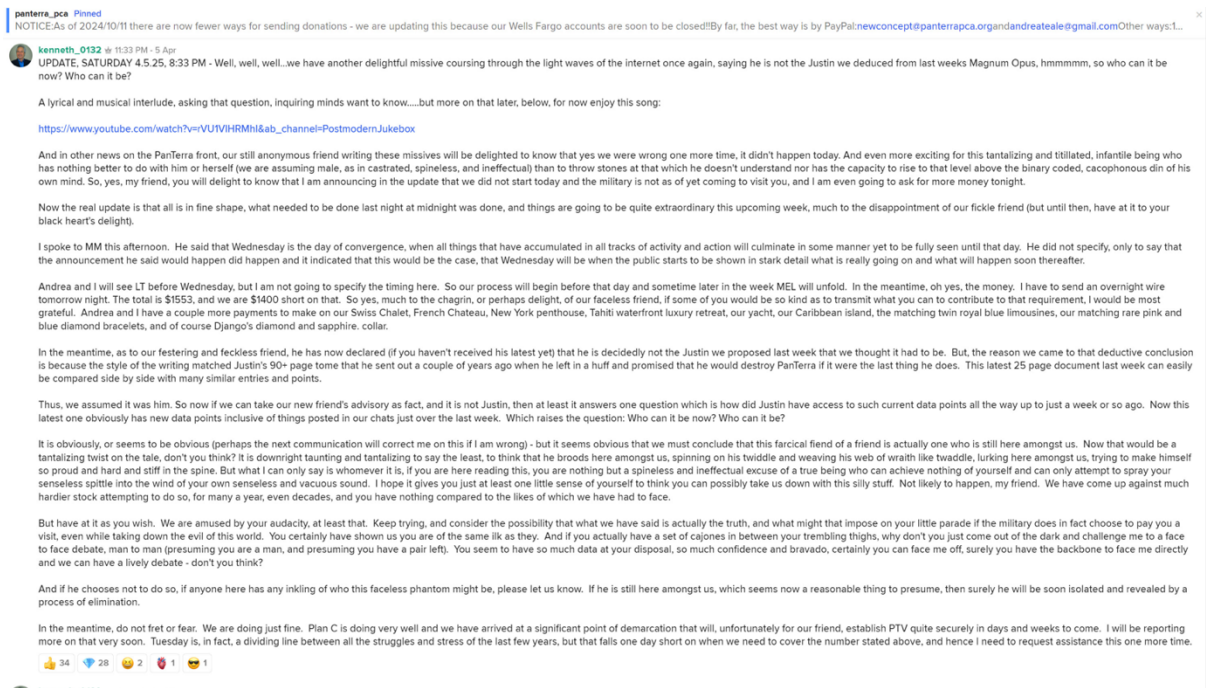 panterra_pca Pinned
NOTICE:As of 2024/10/11 there are now fewer ways for sending donations - we are updating this because our Wells Fargo accounts are soon to be closed!!By far, the best way is by PayPal:newconcept@panterrapca.organdandreateale@gmail.comOther ways:1...
kenneth_0132 11:33 PM - 5 Apr
UPDATE, SATURDAY 4.5.25, 8:33 PM - Well, well, well...we have another delightful missive coursing through the light waves of the internet once again, saying he is not the Justin we deduced from last weeks Magnum Opus, hmmmmm, so who can it be
now? Who can it be?
A lyrical and musical interlude, asking that question, inquiring minds want to know.....but more on that later, below, for now enjoy this song:
https://www.youtube.com/watch?v=rVU1VlHRMhI&ab_channel=PostmodernJukebox
And in other news on the PanTerra front, our still anonymous friend writing these missives will be delighted to know that yes we were wrong one more time, it didn't happen today. And even more exciting for this tantalizing and titillated, infantile being who
has nothing better to do with him or herself (we are assuming male, as in castrated, spineless, and ineffectual) than to throw stones at that which he doesn't understand nor has the capacity to rise to that level above the binary coded, cacophonous din of his
own mind. So, yes, my friend, you will delight to know that I am announcing in the update that we did not start today and the military is not as of yet coming to visit you, and I am even going to ask for more money tonight.
Now the real update is that all is in fine shape, what needed to be done last night at midnight was done, and things are going to be quite extraordinary this upcoming week, much to the disappointment of our fickle friend (but until then, have at it to your
black heart's delight).
I spoke to MM this afternoon. He said that Wednesday is the day of convergence, when all things that have accumulated in all tracks of activity and action will culminate in some manner yet to be fully seen until that day. He did not specify, only to say that
the announcement he said would happen did happen and it indicated that this would be the case, that Wednesday will be when the public starts to be shown in stark detail what is really going on and what will happen soon thereafter.
Andrea and I will see LT before Wednesday, but I am not going to specify the timing here. So our process will begin before that day and sometime later in the week MEL will unfold. In the meantime, oh yes, the money. I have to send an overnight wire
tomorrow night. The total is $1553, and we are $1400 short on that. So yes, much to the chagrin, or perhaps delight, of our faceless friend, if some of you would be so kind as to transmit what you can to contribute to that requirement, I would be most
grateful. Andrea and I have a couple more payments to make on our Swiss Chalet, French Chateau, New York penthouse, Tahiti waterfront luxury retreat, our yacht, our Caribbean island, the matching twin royal blue limousines, our matching rare pink and
blue diamond bracelets, and of course Django's diamond and sapphire. collar.
In the meantime, as to our festering and feckless friend, he has now declared (if you haven't received his latest yet) that he is decidedly not the Justin we proposed last week that we thought it had to be. But, the reason we came to that deductive conclusion
is because the style of the writing matched Justin's 90+ page tome that he sent out a couple of years ago when he left in a huff and promised that he would destroy PanTerra if it were the last thing he does. This latest 25 page document last week can easily
be compared side by side with many similar entries and points.
Thus, we assumed it was him. So now if we can take our new friend's advisory as fact, and it is not Justin, then at least it answers one question which is how did Justin have access to such current data points all the way up to just a week or so ago. Now this
latest one obviously has new data points inclusive of things posted in our chats just over the last week. Which raises the question: Who can it be now? Who can it be?
It is obviously, or seems to be obvious (perhaps the next communication will correct me on this if I am wrong) - but it seems obvious that we must conclude that this farcical fiend of a friend is actually one who is still here amongst us. Now that would be a
tantalizing twist on the tale, don't you think? It is downright taunting and tantalizing to say the least, to think that he broods here amongst us, spinning on his twiddle and weaving his web of wraith like twaddle, lurking here amongst us, trying to make himself
so proud and hard and stiff in the spine. But what I can only say is whomever it is, if you are here reading this, you are nothing but a spineless and ineffectual excuse of a true being who can achieve nothing of yourself and can only attempt to spray your
senseless spittle into the wind of your own senseless and vacuous sound. I hope it gives you just at least one little sense of yourself to think you can possibly take us down with this silly stuff. Not likely to happen, my friend. We have come up against much
hardier stock attempting to do so, for many a year, even decades, and you have nothing compared to the likes of which we have had to face.
But have at it as you wish. We are amused by your audacity, at least that. Keep trying, and consider the possibility that what we have said is actually the truth, and what might that impose on your little parade if the military does in fact choose to pay you a
visit, even while taking down the evil of this world. You certainly have shown us you are of the same ilk as they. And if you actually have a set of cajones in between your trembling thighs, why don't you just come out of the dark and challenge me to a face
to face debate, man to man (presuming you are a man, and presuming you have a pair left). You seem to have so much data at your disposal, so much confidence and bravado, certainly you can face me off, surely you have the backbone to face me directly
and we can have a lively debate - don't you think?
And if he chooses not to do so, if anyone here has any inkling of who this faceless phantom might be, please let us know. If he is still here amongst us, which seems now a reasonable thing to presume, then surely he will be soon isolated and revealed by a
process of elimination.
In the meantime, do not fret or fear. We are doing just fine. Plan C is doing very well and we have arrived at a significant point of demarcation that will, unfortunately for our friend, establish PTV quite securely in days and weeks to come. I will be reporting
more on that very soon. Tuesday is, in fact, a dividing line between all the struggles and stress of the last few years, but that falls one day short on when we need to cover the number stated above, and hence I need to request assistance this one more time.
34 28 2 1 1